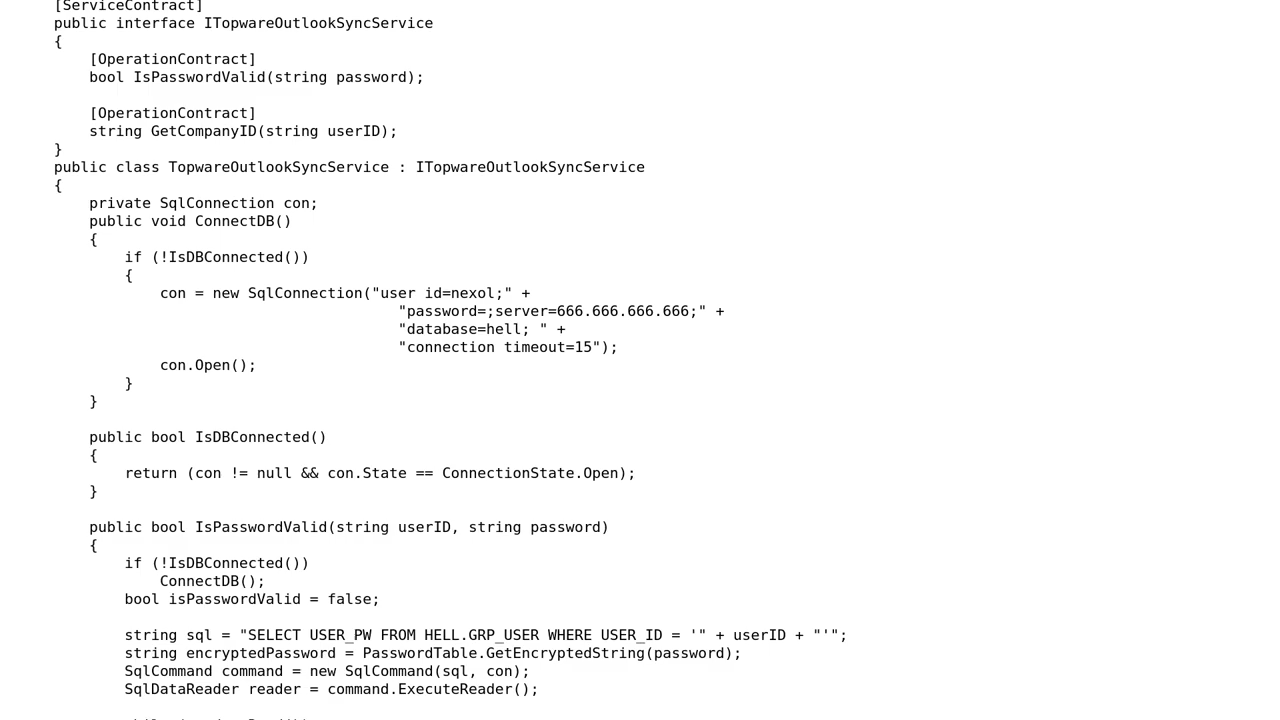 [ServiceContract]
public interface ITopwareOutlookSyncService
{
[OperationContract]
bool IsPasswordValid(string password);
[OperationContract]
string GetCompanyID(string userID);
}
public class TopwareOutlookSyncService : ITopwareOutlookSyncService
{
private SqlConnection con;
public void ConnectDB()
{
if (!IsDBConnected())
{
con = new SqlConnection("user id=nexol;" +
"password=;server=666.666.666.666;" +
"database=hell; " +
"connection timeout=15");
con.Open();
}
}
public bool IsDBConnected()
{
return (con != null && con.State == ConnectionState.Open);
}
public bool IsPasswordValid(string userID, string password)
{
if (!IsDBConnected())
ConnectDB();
bool isPasswordValid = false;
string sql = "SELECT USER_PW FROM HELL.GRP_USER WHERE USER_ID = '" + userID + "'";
string encryptedPassword = PasswordTable.GetEncryptedString(password);
SqlCommand command = new SqlCommand(sql, con);
SqlDataReader reader = command.ExecuteReader();